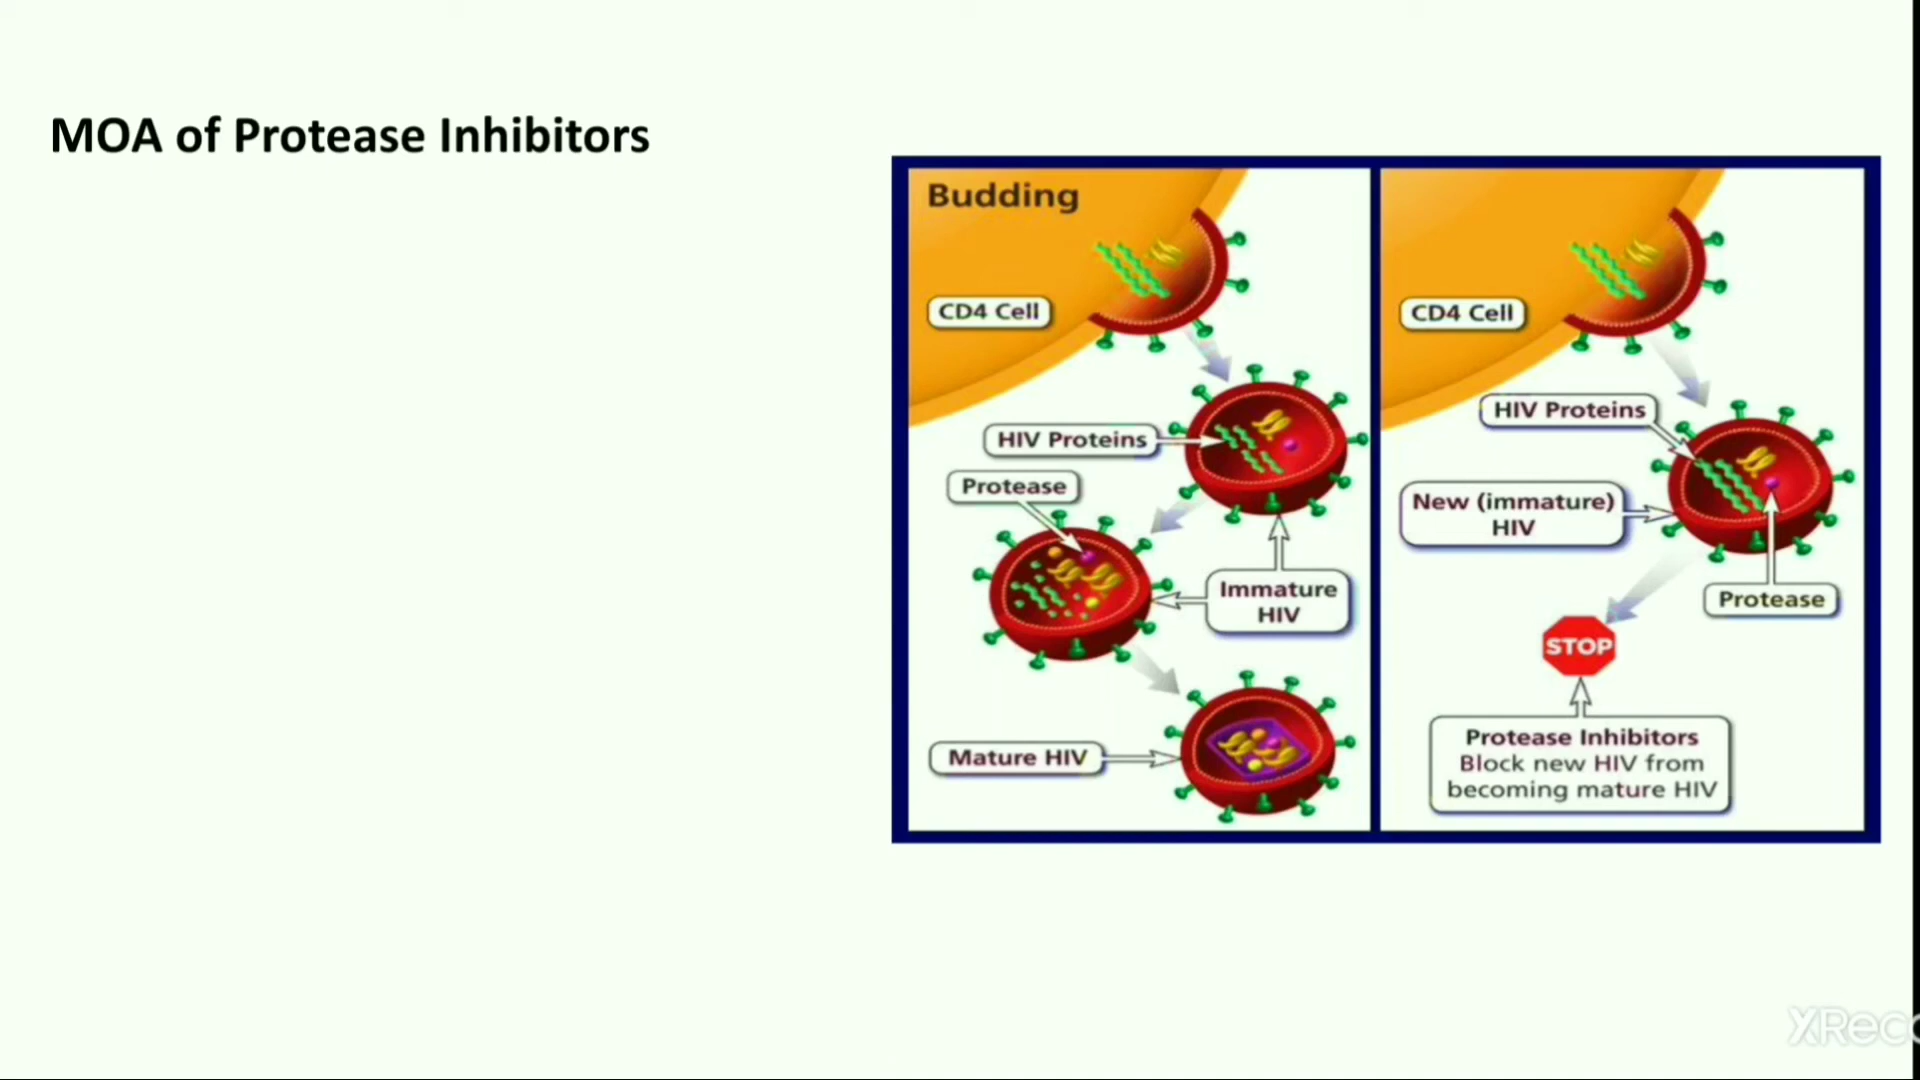 MOA of Protease Inhibitors
Budding
CD4 Cell
HIV Proteins
Protease
Immature
HIV
Mature HIV
CD4 Cell
HIV Proteins
New (immature)
HIV
Protease
STOP
Protease Inhibitors
Block new HIV from
becoming mature HIV
XReco